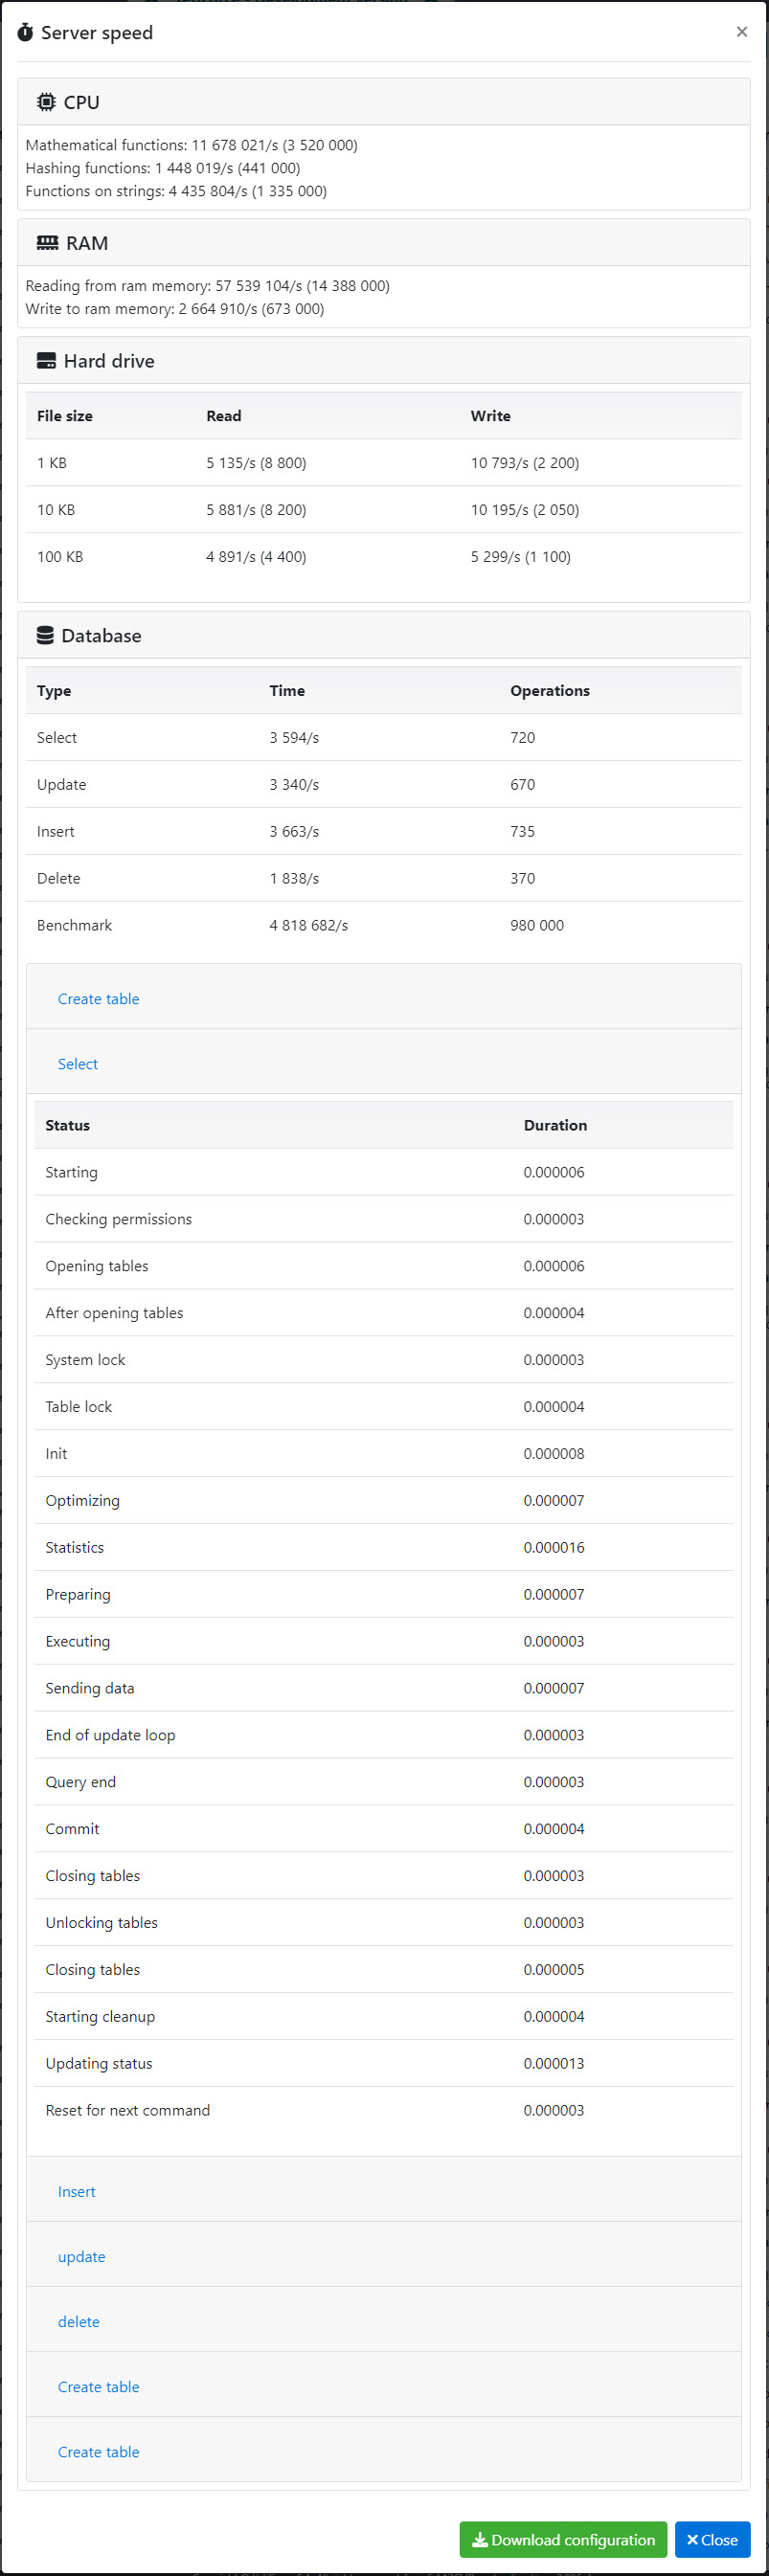 Server speed ×
CPU
Mathematical functions: 11 678 021/s (3 520 000)
Hashing functions: 1 448 019/s (441 000)
Functions on strings: 4 435 804/s (1 335 000)
RAM
Reading from ram memory: 57 539 104/s (14 388 000)
Write to ram memory: 2 664 910/s (673 000)
Hard drive
File size Read Write
1 KB 5 135/s (8 800) 10 793/s (2 200)
10 KB 5 881/s (8 200) 10 195/s (2 050)
100 KB 4 891/s (4 400) 5 299/s (1 100)
Database
Type Time Operations
Select 3 594/s 720
Update 3 340/s 670
Insert 3 663/s 735
Delete 1 838/s 370
Benchmark 4 818 682/s 980 000
Create table
Select
Status Duration
Starting 0.000006
Checking permissions 0.000003
Opening tables 0.000006
After opening tables 0.000004
System lock 0.000003
Table lock 0.000004
Init 0.000008
Optimizing 0.000007
Statistics 0.000016
Preparing 0.000007
Executing 0.000003
Sending data 0.000007
End of update loop 0.000003
Query end 0.000003
Commit 0.000004
Closing tables 0.000003
Unlocking tables 0.000003
Closing tables 0.000005
Starting cleanup 0.000004
Updating status 0.000013
Reset for next command 0.000003
Insert
update
delete
Create table
Create table
Download configuration Close